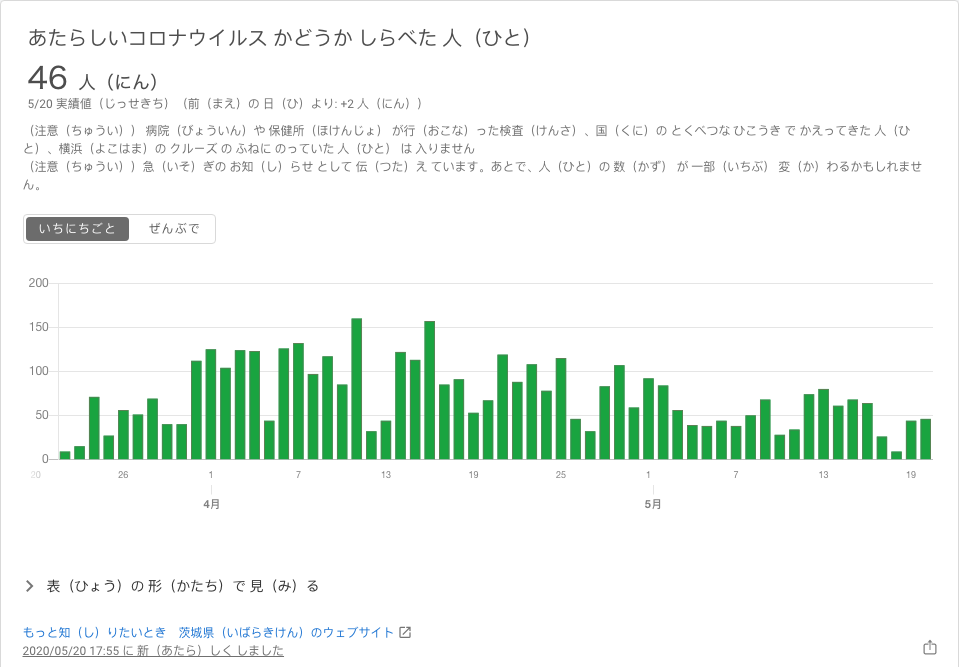 あたらしいコロナウイルス かどうか しらべた 人（ひと）
46 人（にん）
5/20 実績値（じっせきち）（前（まえ）の 日（ひ）より: +2 人（にん））
（注意（ちゅうい）） 病院（びょういん）や 保健所（ほけんじょ） が行（おこな）った検査（けんさ）、国（くに）の とくべつな ひこうき で かえってきた 人（ひ
と）、横浜（よこはま）の クルーズ の ふねに のっていた 人（ひと） は 入りません
（注意（ちゅうい））急（いそ）ぎの お知（し）らせ として 伝（つた）え ています。あとで、人（ひと）の 数（かず） が 一部（いちぶ） 変（か）わるかもしれませ
ん。
いちにちごと ぜんぶで
200
150
100
50
0
20 26 1 7 13 19 25 1 7 13 19
4月 5月
表（ひょう）の 形（かたち）で 見（み）る
もっと知（し）りたいとき　茨城県（いばらきけん）のウェブサイト
2020/05/20 17:55 に 新（あたら）しく しました